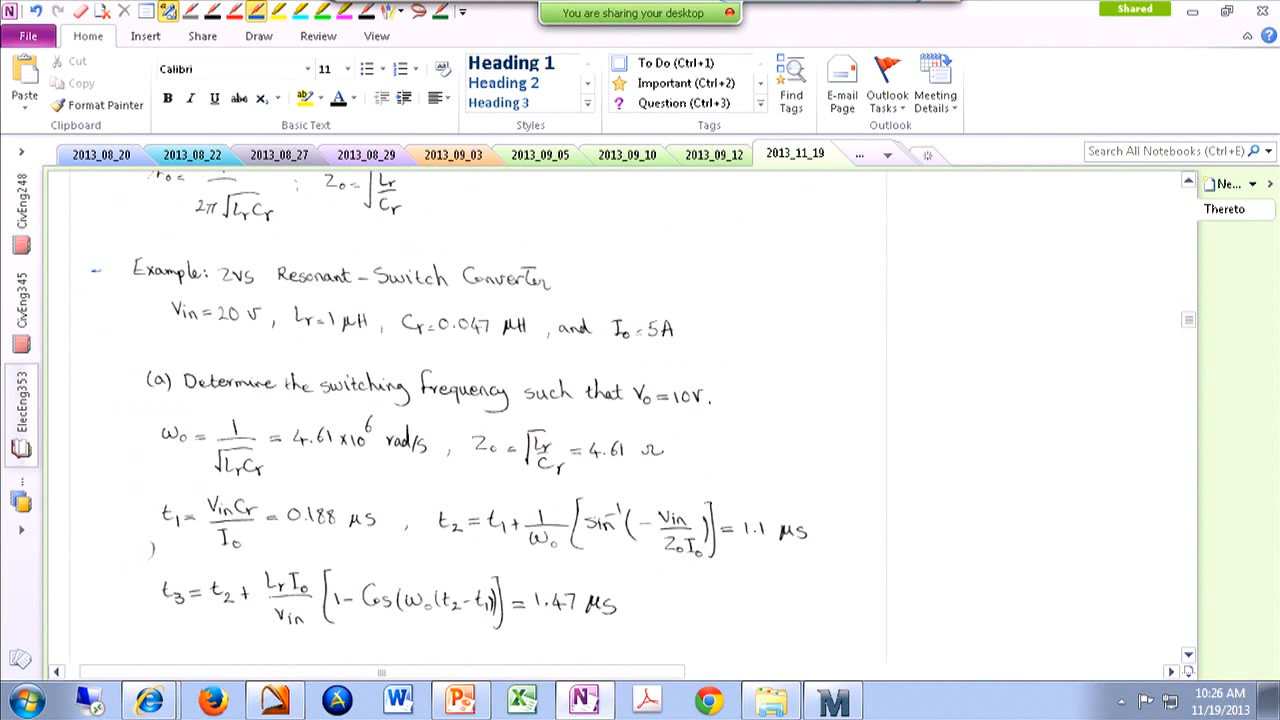 You are sharing your desktop
Shared
File Home Insert Share Draw Review View
Paste
Cut
Copy
Format Painter
Clipboard
Calibri 11
B I U abc X₂
Basic Text
Heading 1
Heading 2
Heading 3
Styles
To Do (Ctrl+1)
Important (Ctrl+2)
Question (Ctrl+3)
Find Tags
Tags
E-mail Page
Outlook Tasks
Meeting Details
Outlook
2013_08_20 2013_08_22 2013_08_27 2013_08_29 2013_09_03 2013_09_05 2013_09_10 2013_09_12 2013_11_19 ...
Search All Notebooks (Ctrl+E)
Ne...
Thereto
CivEng248
CivEng345
ElecEng353
2π√LrCr ; Z₀ = √Lr/Cr
- Example: ZVS Resonant-Switch Converter
Vin = 20 V, Lr = 1 μH, Cr = 0.047 μH, and I₀ = 5A
(a) Determine the switching frequency such that V₀ = 10V.
ω₀ = 1/√LrCr = 4.61 × 10⁶ rad/s, Z₀ = √Lr/Cr = 4.61 Ω
t₁ = VinCr/I₀ = 0.188 μs, t₂ = t₁ + 1/ω₀ [sin⁻¹(-Vin/Z₀I₀)] = 1.1 μs
t₃ = t₂ + LrI₀/Vin [1 - Cos(ω₀(t₂-t₁))] = 1.47 μs
10:26 AM
11/19/2013